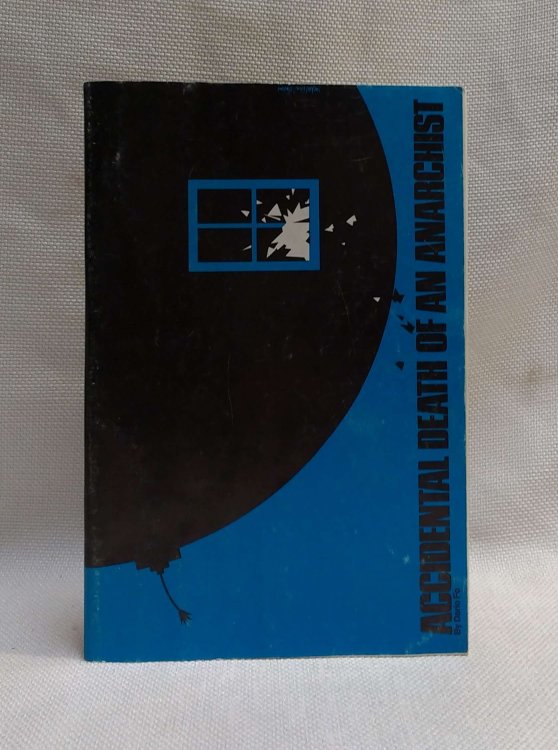 ACCIDENTAL DEATH OF AN ANARCHIST
By Dario Fo